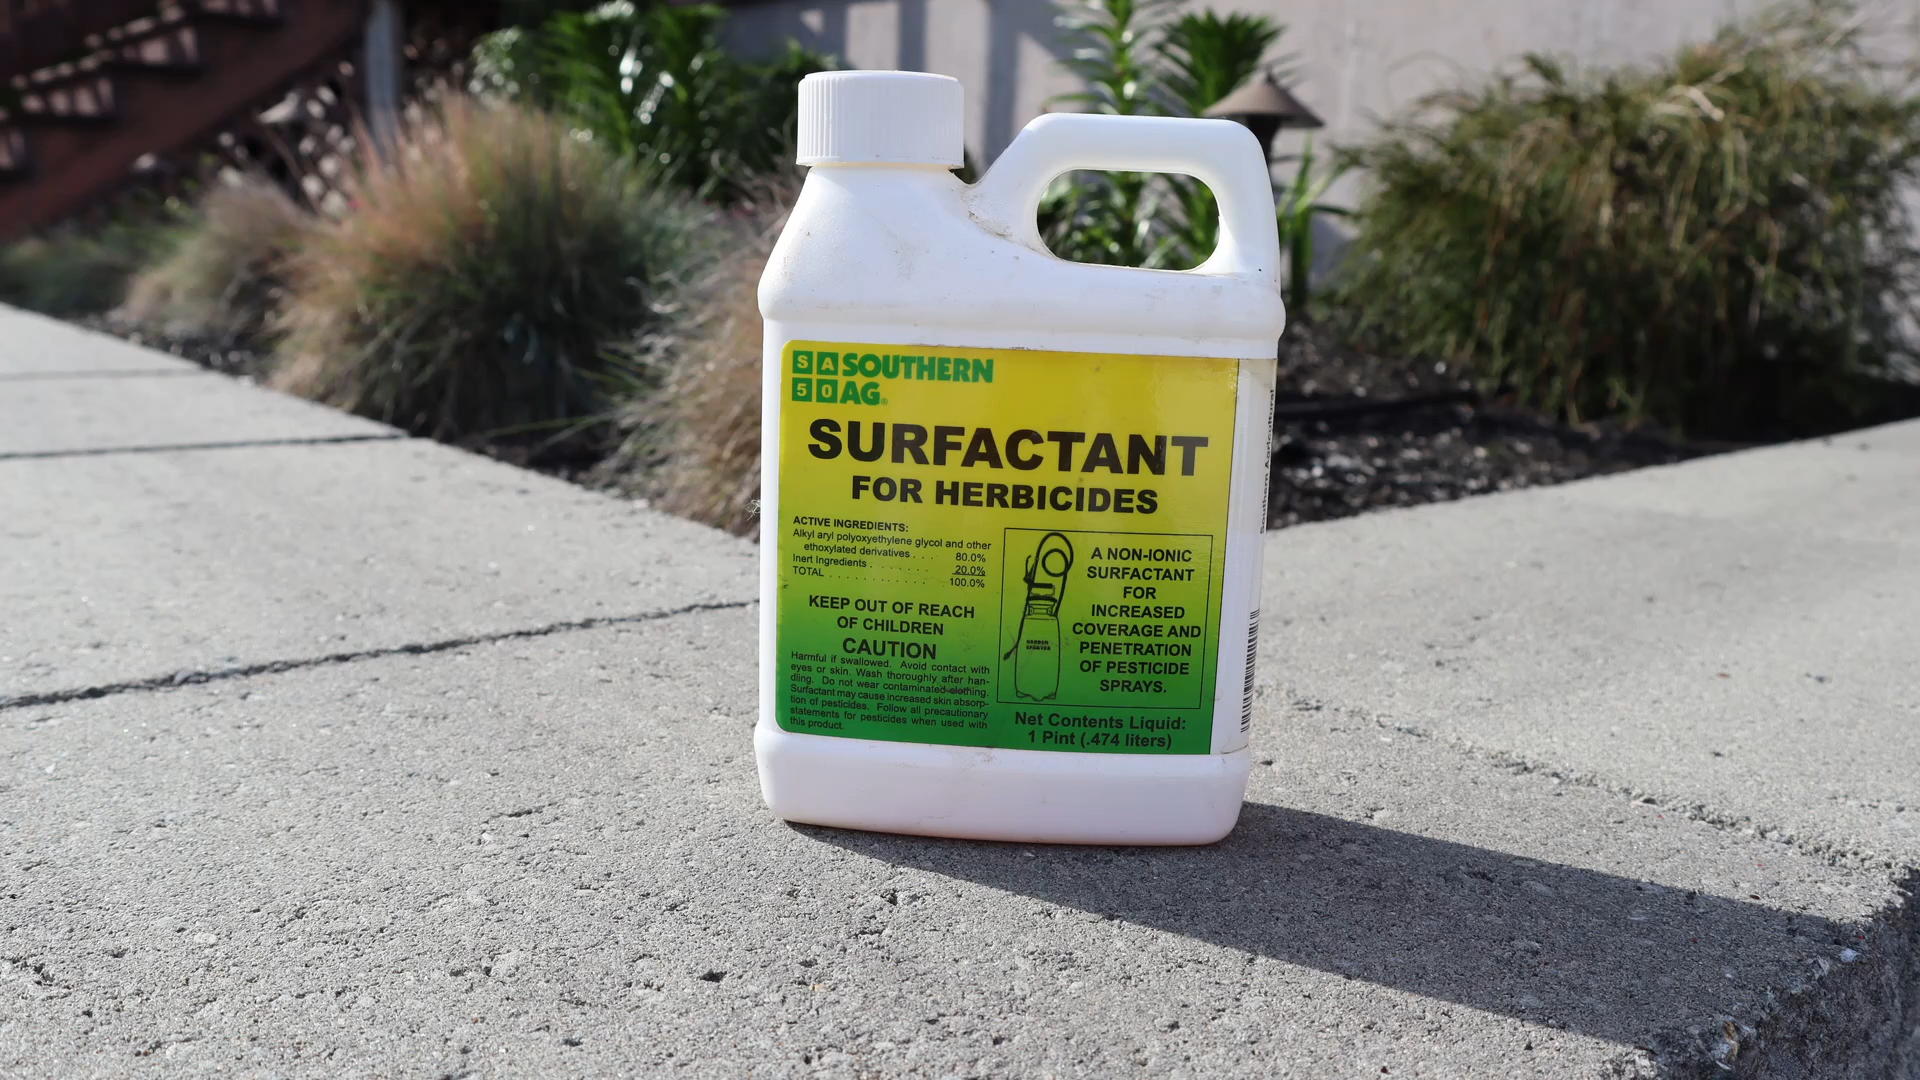 SA SOUTHERN
50 AG®
SURFACTANT
FOR HERBICIDES
ACTIVE INGREDIENTS:
Alkyl aryl polyoxyethylene glycol and other
ethoxylated derivatives . . . . 80.0%
Inert Ingredients . . . . . . . . . 20.0%
TOTAL . . . . . . . . . . . . . 100.0%
KEEP OUT OF REACH
OF CHILDREN
CAUTION
Harmful if swallowed. Avoid contact with
eyes or skin. Wash thoroughly after han-
dling. Do not wear contaminated clothing.
Surfactant may cause increased skin absorp-
tion of pesticides. Follow all precautionary
statements for pesticides when used with
this product.
GARDEN
SPRAYER
A NON-IONIC
SURFACTANT
FOR
INCREASED
COVERAGE AND
PENETRATION
OF PESTICIDE
SPRAYS.
Net Contents Liquid:
1 Pint (.474 liters)
Southern Agricultural